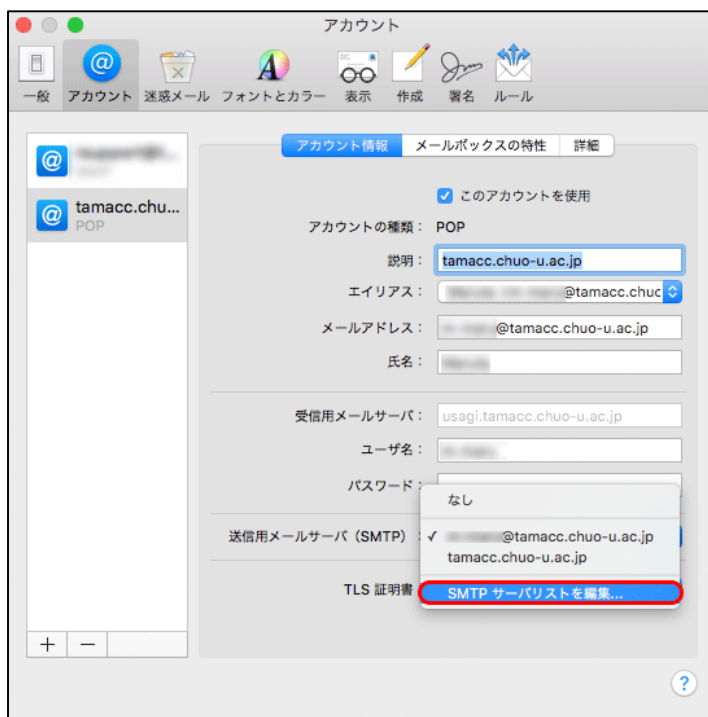 アカウント
一般 アカウント 迷惑メール フォントとカラー 表示 作成 署名 ルール
tamacc.chu...
POP
アカウント情報 メールボックスの特性 詳細
このアカウントを使用
アカウントの種類： POP
説明： tamacc.chuo-u.ac.jp
エイリアス： @tamacc.chuc
メールアドレス： @tamacc.chuo-u.ac.jp
氏名：
受信用メールサーバ： usagi.tamacc.chuo-u.ac.jp
ユーザ名：
パスワード：
なし
送信用メールサーバ（SMTP）： ✓ @tamacc.chuo-u.ac.jp
tamacc.chuo-u.ac.jp
TLS 証明書 SMTP サーバリストを編集...
+ −
?